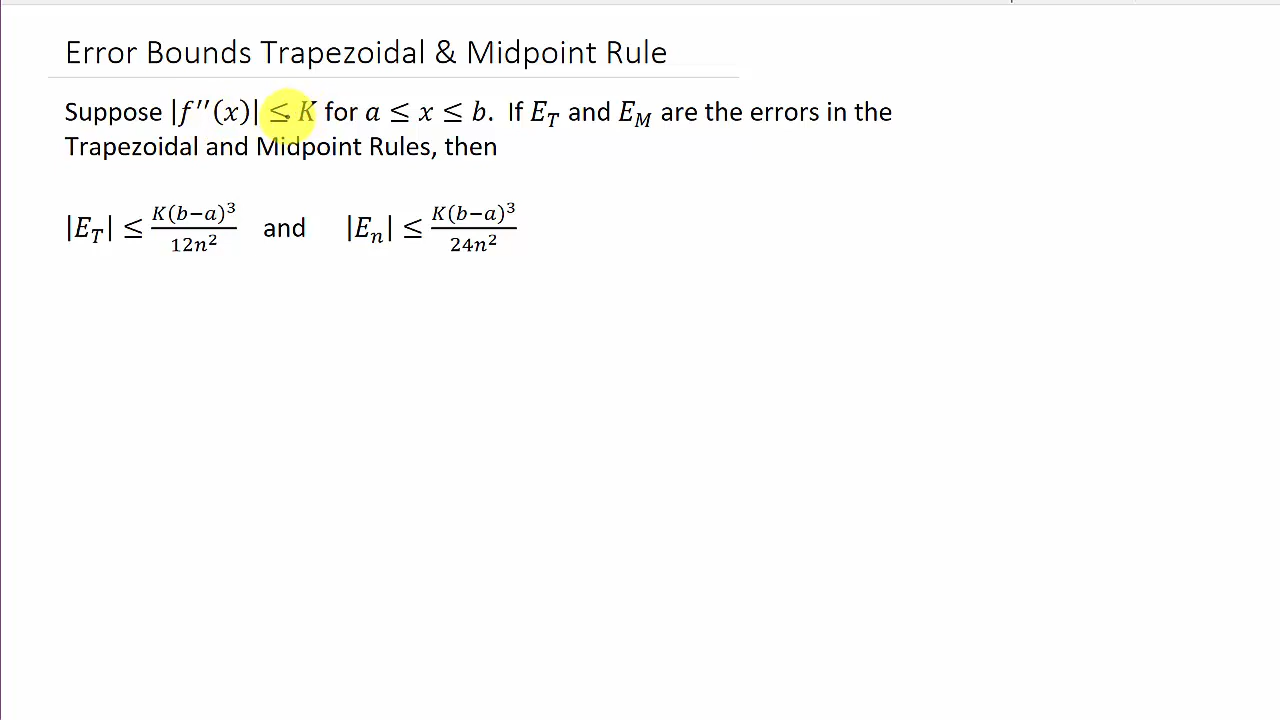 Error Bounds Trapezoidal & Midpoint Rule
Suppose |f′′(x)| ≤ K for a ≤ x ≤ b. If E_T and E_M are the errors in the
Trapezoidal and Midpoint Rules, then
|E_T| ≤ K(b−a)³/12n² and |E_n| ≤ K(b−a)³/24n²